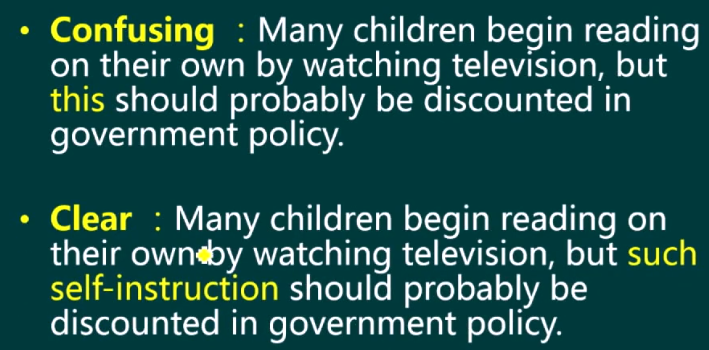 • Confusing : Many children begin reading
on their own by watching television, but
this should probably be discounted in
government policy.
• Clear : Many children begin reading on
their own by watching television, but such
self-instruction should probably be
discounted in government policy.